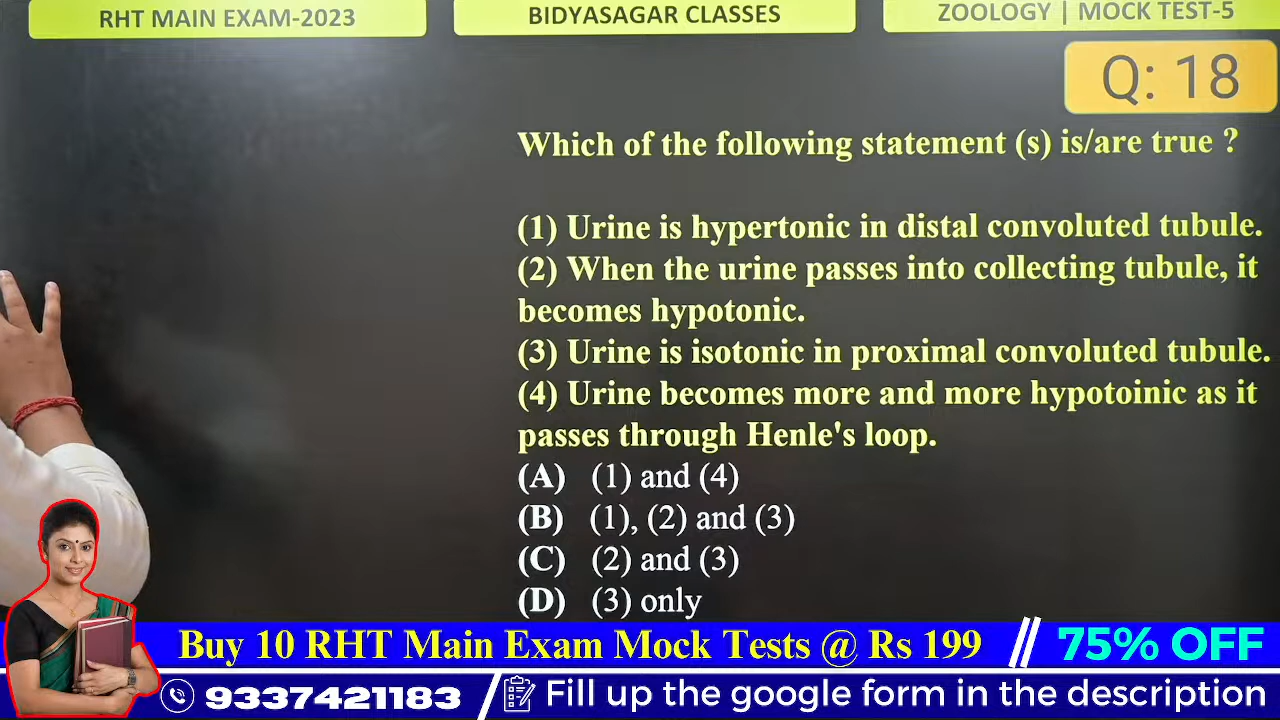 RHT MAIN EXAM-2023
BIDYASAGAR CLASSES
ZOOLOGY | MOCK TEST-5
Q: 18
Which of the following statement (s) is/are true ?
(1) Urine is hypertonic in distal convoluted tubule.
(2) When the urine passes into collecting tubule, it
becomes hypotonic.
(3) Urine is isotonic in proximal convoluted tubule.
(4) Urine becomes more and more hypotoinic as it
passes through Henle's loop.
(A) (1) and (4)
(B) (1), (2) and (3)
(C) (2) and (3)
(D) (3) only
Buy 10 RHT Main Exam Mock Tests @ Rs 199 // 75% OFF
9337421183 / Fill up the google form in the description